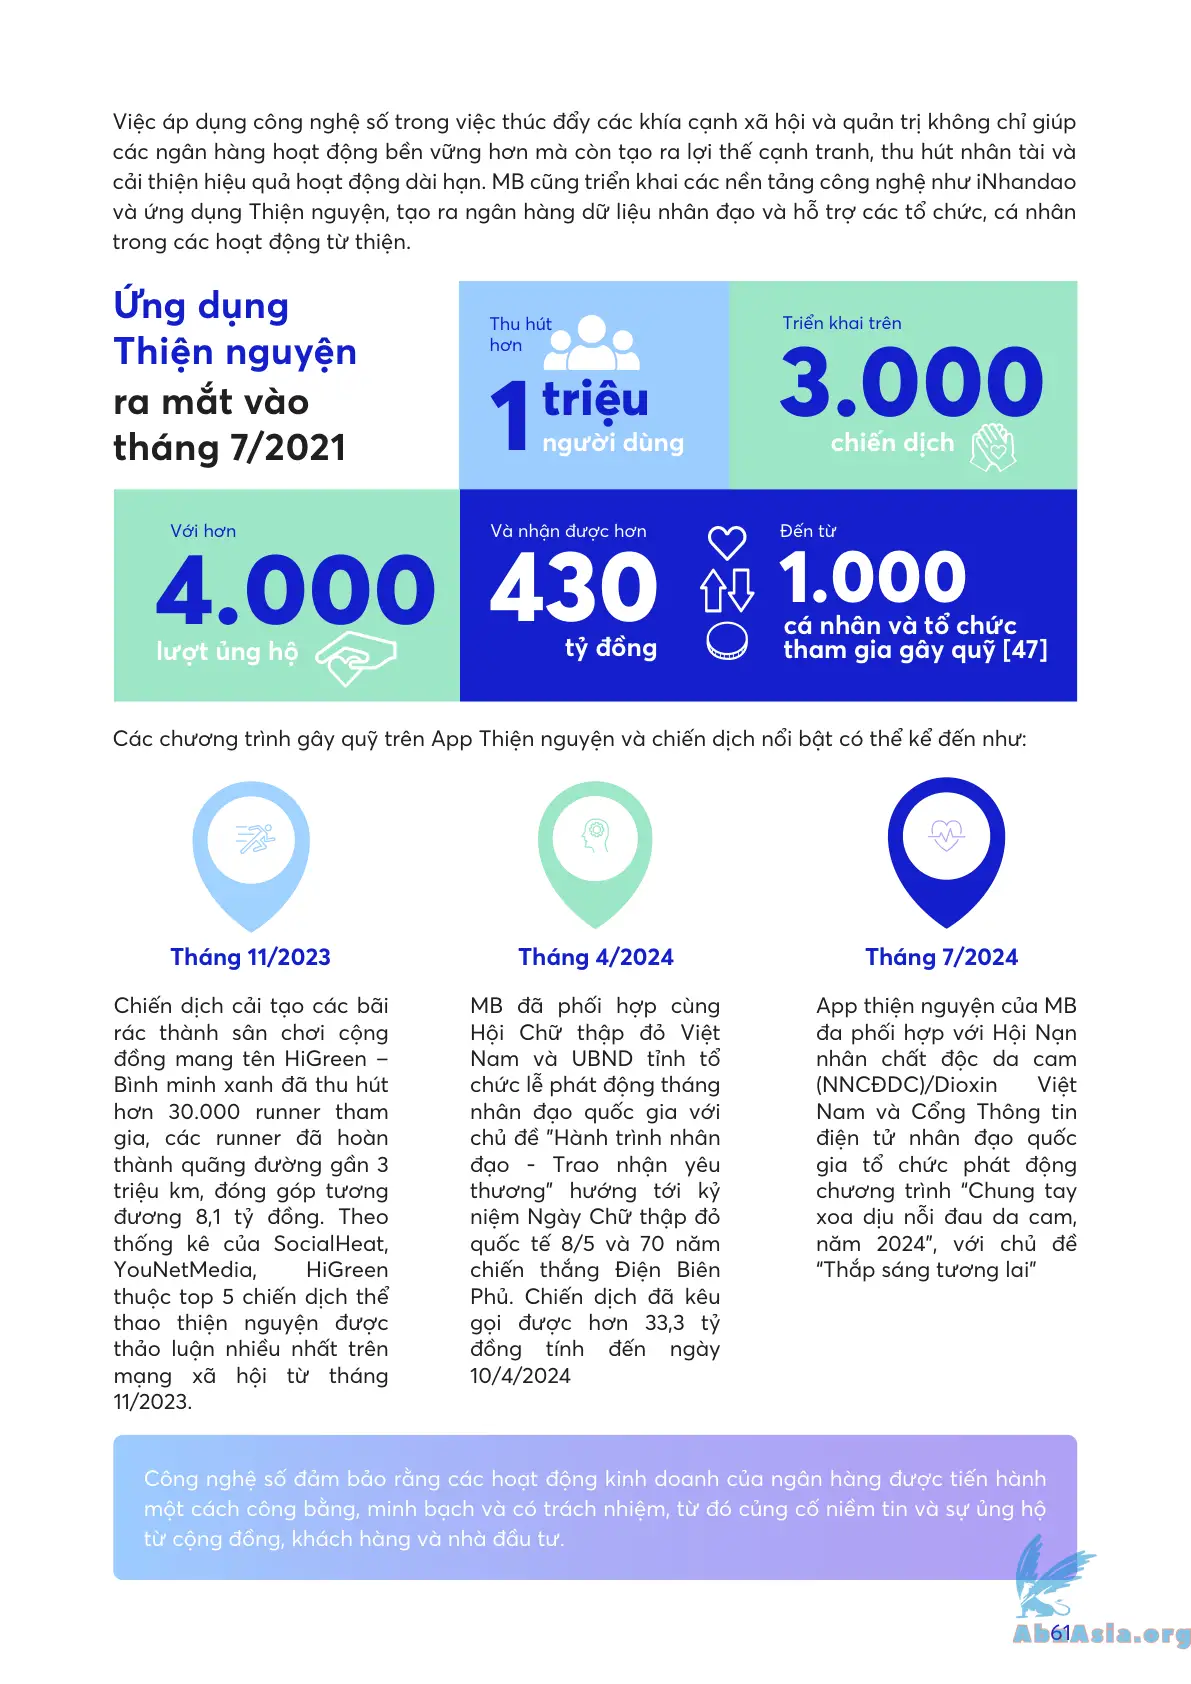 Việc áp dụng công nghệ số trong việc thúc đẩy các khía cạnh xã hội và quản trị không chỉ giúp
các ngân hàng hoạt động bền vững hơn mà còn tạo ra lợi thế cạnh tranh, thu hút nhân tài và
cải thiện hiệu quả hoạt động dài hạn. MB cũng triển khai các nền tảng công nghệ như iNhandao
và ứng dụng Thiện nguyện, tạo ra ngân hàng dữ liệu nhân đạo và hỗ trợ các tổ chức, cá nhân
trong các hoạt động từ thiện.
Ứng dụng
Thiện nguyện
ra mắt vào
tháng 7/2021
Thu hút
hơn
1 triệu
người dùng
Triển khai trên
3.000
chiến dịch
Với hơn
4.000
lượt ủng hộ
Và nhận được hơn
430
tỷ đồng
Đến từ
1.000
cá nhân và tổ chức
tham gia gây quỹ [47]
Các chương trình gây quỹ trên App Thiện nguyện và chiến dịch nổi bật có thể kể đến như:
Tháng 11/2023
Chiến dịch cải tạo các bãi
rác thành sân chơi cộng
đồng mang tên HiGreen –
Bình minh xanh đã thu hút
hơn 30.000 runner tham
gia, các runner đã hoàn
thành quãng đường gần 3
triệu km, đóng góp tương
đương 8,1 tỷ đồng. Theo
thống kê của SocialHeat,
YouNetMedia, HiGreen
thuộc top 5 chiến dịch thể
thao thiện nguyện được
thảo luận nhiều nhất trên
mạng xã hội từ tháng
11/2023.
Tháng 4/2024
MB đã phối hợp cùng
Hội Chữ thập đỏ Việt
Nam và UBND tỉnh tổ
chức lễ phát động tháng
nhân đạo quốc gia với
chủ đề "Hành trình nhân
đạo - Trao nhận yêu
thương" hướng tới kỷ
niệm Ngày Chữ thập đỏ
quốc tế 8/5 và 70 năm
chiến thắng Điện Biên
Phủ. Chiến dịch đã kêu
gọi được hơn 33,3 tỷ
đồng tính đến ngày
10/4/2024
Tháng 7/2024
App thiện nguyện của MB
đa phối hợp với Hội Nạn
nhân chất độc da cam
(NNCĐDC)/Dioxin Việt
Nam và Cổng Thông tin
điện tử nhân đạo quốc
gia tổ chức phát động
chương trình “Chung tay
xoa dịu nỗi đau da cam,
năm 2024”, với chủ đề
“Thắp sáng tương lai”
Công nghệ số đảm bảo rằng các hoạt động kinh doanh của ngân hàng được tiến hành
một cách công bằng, minh bạch và có trách nhiệm, từ đó củng cố niềm tin và sự ủng hộ
từ cộng đồng, khách hàng và nhà đầu tư.
61